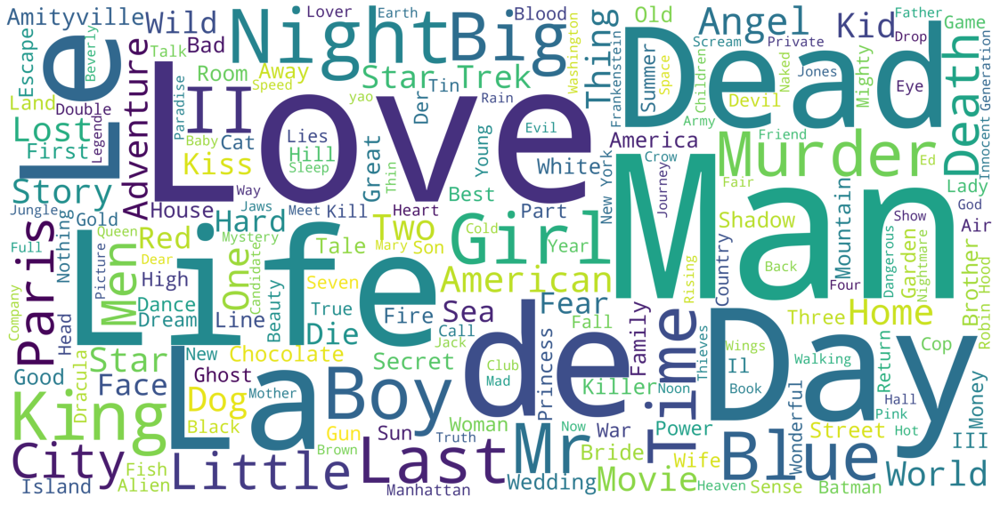 Amityville
Wild
Lover
Earth
Blood
Old
Angel
Kid
Father
Game
Escape
Beverly
Talk
Bad
Night
Big
Washington
Thing
Scream
Private
Drop
Le
Adventure
Room
Away
Star Trek
Dead
Summer
Space
Children
Naked
Jones
Mighty
Eye
Death
Innocent Generation
Land
Double
Paradise
II
Speed
Tin
Rain
Frankenstein
Devil
Army
yao
Der
Love
Lost
First
Legend
Baby
Cat
Lies
Hill
Sleep
Great
Thin
Young
Evil
White
America
Crow
Murder
Friend
Ed
Fair
Kiss
Way
Story
House
Jaws
Meet
Kill
Heart
Best
Part
New York
Journey
Man
Lady
God
Jungle
Gold
Hard
Two
Girl
Cold
Year
Shadow
Mountain
Show
Air
Full
Nothing
Queen
Red
Mystery
Tale
Mary
Son
Back
Dangerous
Garden
Nightmare
Brother
Robin Hood
Paris
Picture
Dear
Men
Life
One
Candidate
Seven
American
Rising
Country
Four
Company
Head
High
Dance
Dream
Line
Beauty
True
Fire
Sea
Fear
Fall
Three
Home
Die
Call
Jack
de
Family
Time
Thieves
Day
Wings
Walking
Return
Cop
Star
New
Chocolate
Secret
Club
Mad
Princess
Il
Book
Good
Dracula
Face
Ghost
La
Boy
Killer
Noon
Hall
Money
King
Dog
Mother
Wonderful
Pink
Black
Gun
Sun
Truth
Woman
Now
War
Power
Street
Hot
III
City
Fish
Little
Brown
Last
Mr
Bride
Wife
Blue
World
Island
Alien
Manhattan
Wedding
Movie
Heaven
Sense
Batman